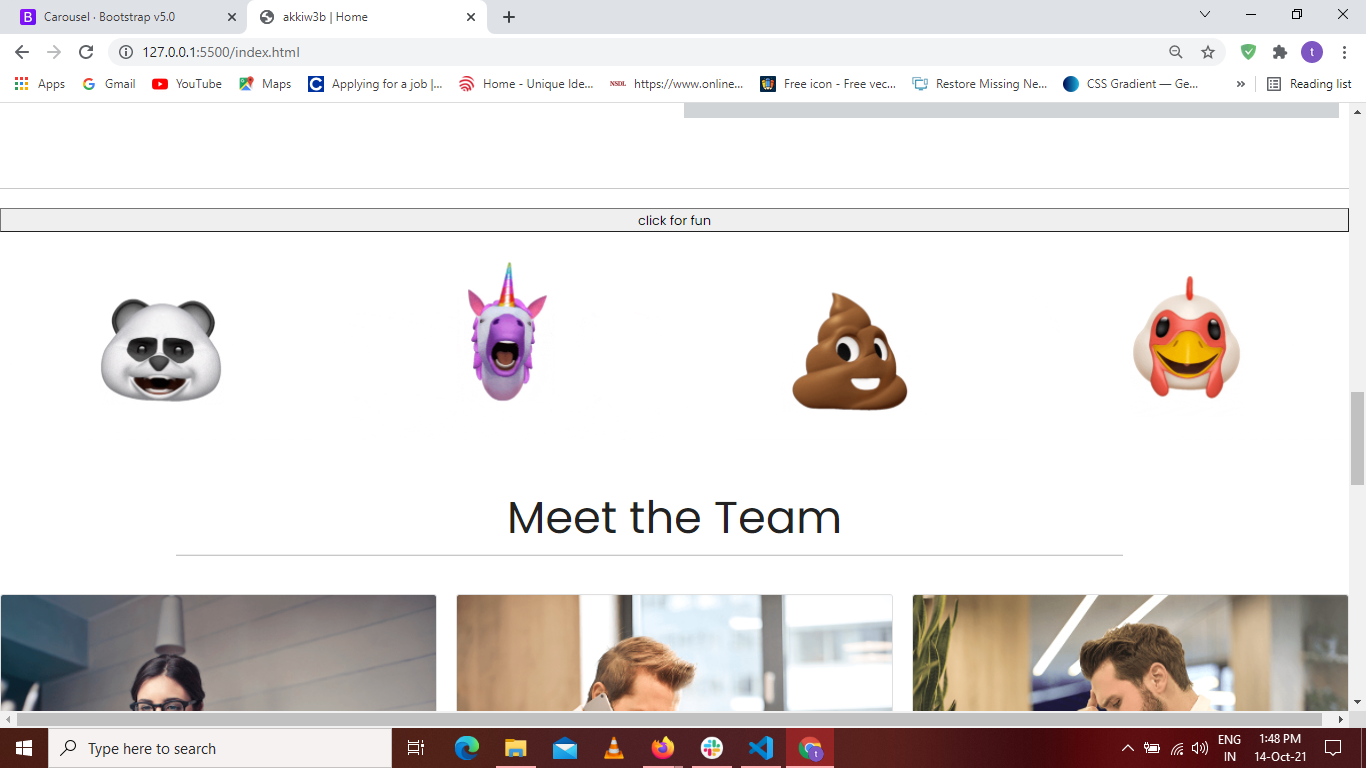 Carousel · Bootstrap v5.0
akkiw3b | Home
127.0.0.1:5500/index.html
t
Apps
Gmail
YouTube
Maps
Applying for a job |...
Home - Unique Ide...
NSDL
https://www.online...
Free icon - Free vec...
Restore Missing Ne...
CSS Gradient — Ge...
»
Reading list
click for fun
Meet the Team
Type here to search
ENG
IN
1:48 PM
14-Oct-21